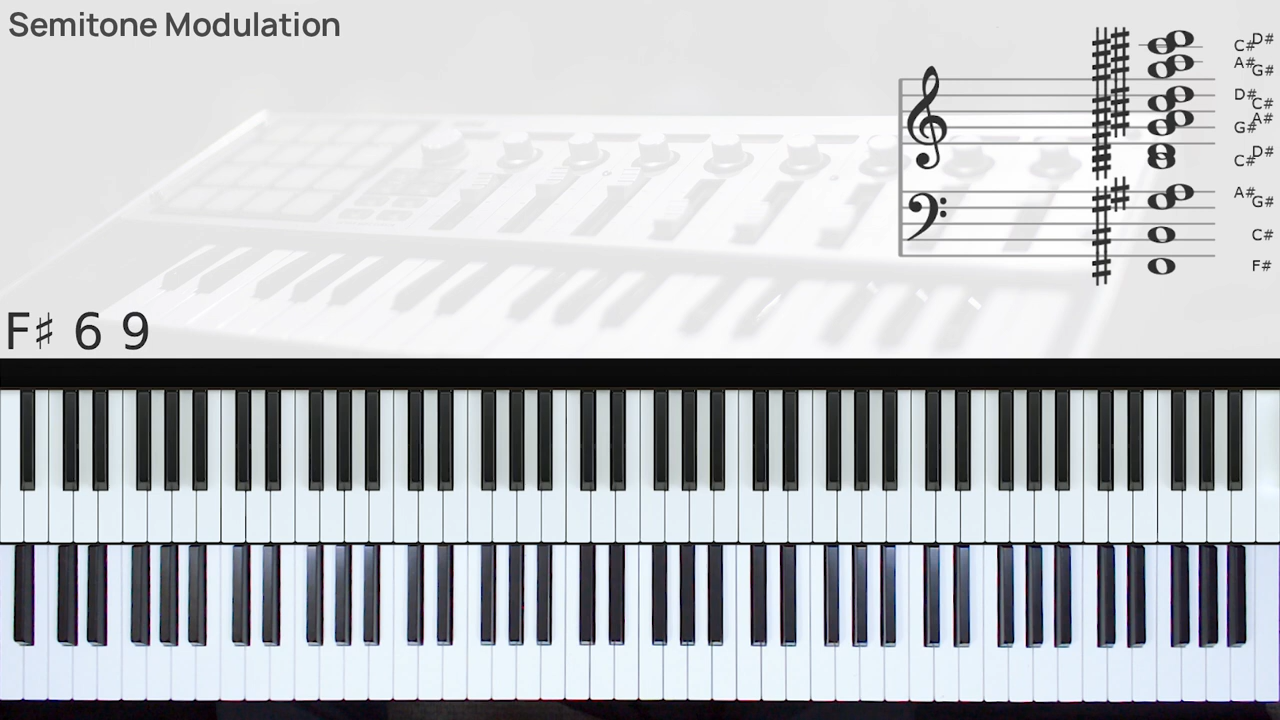 Semitone Modulation
C# D#
A# G#
D# C#
G# A#
C# D#
A# G#
C#
F#
F♯ 6 9